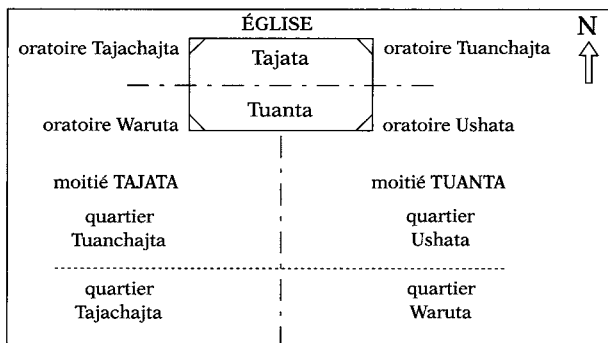 ÉGLISE
N
oratoire Tajachajta
Tajata
oratoire Tuanchajta
Tuanta
oratoire Waruta
oratoire Ushata
moitié TAJATA
moitié TUANTA
quartier
Tuanchajta
quartier
Ushata
quartier
Tajachajta
quartier
Waruta